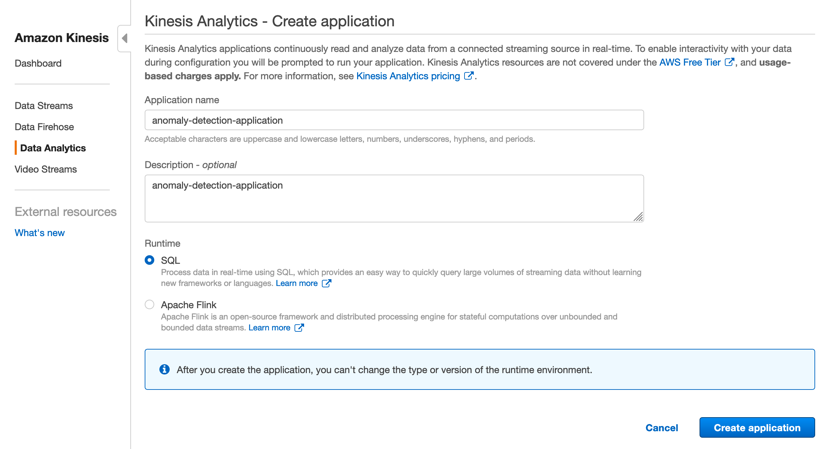 Amazon Kinesis
Dashboard
Data Streams
Data Firehose
Data Analytics
Video Streams
External resources
What's new
Kinesis Analytics - Create application
Kinesis Analytics applications continuously read and analyze data from a connected streaming source in real-time. To enable interactivity with your data
during configuration you will be prompted to run your application. Kinesis Analytics resources are not covered under the AWS Free Tier, and usage-
based charges apply. For more information, see Kinesis Analytics pricing.
Application name
anomaly-detection-application
Acceptable characters are uppercase and lowercase letters, numbers, underscores, hyphens, and periods.
Description - optional
anomaly-detection-application
Runtime
SQL
Process data in real-time using SQL, which provides an easy way to quickly query large volumes of streaming data without learning
new frameworks or languages. Learn more
Apache Flink
Apache Flink is an open-source framework and distributed processing engine for stateful computations over unbounded and
bounded data streams. Learn more
After you create the application, you can't change the type or version of the runtime environment.
Cancel
Create application